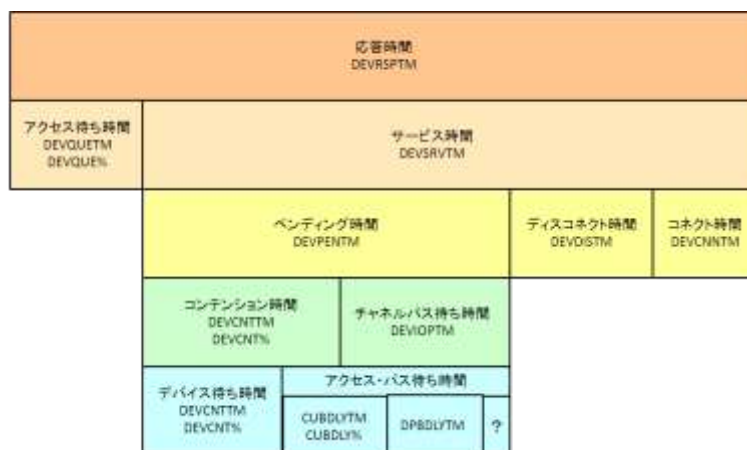 応答時間
DEVRSPTM
アクセス待ち時間
DEVQUETM
DEVQUE%
サービス時間
DEVSRVTM
ペンディング時間
DEVPENTM
ディスコネクト時間
DEVDISTM
コネクト時間
DEVCNNTM
コンテンション時間
DEVCNTTM
DEVCNT%
チャネルパス待ち時間
DEVIOPTM
デバイス待ち時間
DEVCNTTM
DEVCNT%
アクセス・パス待ち時間
CUBDLYTM
CUBDLY%
DPBDLYTM
?